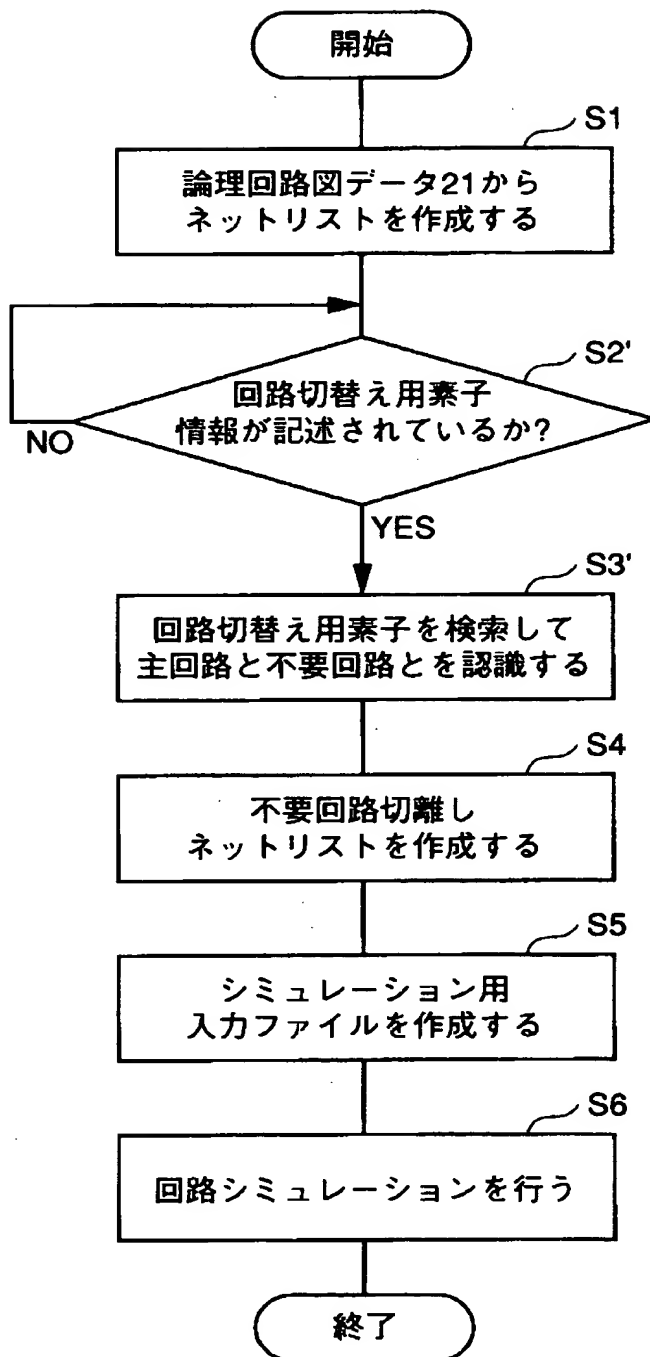 開始
S1
論理回路図データ21から
ネットリストを作成する
S2'
回路切替え用素子
情報が記述されているか?
NO
YES
S3'
回路切替え用素子を検索して
主回路と不要回路とを認識する
S4
不要回路切離し
ネットリストを作成する
S5
シミュレーション用
入力ファイルを作成する
S6
回路シミュレーションを行う
終了